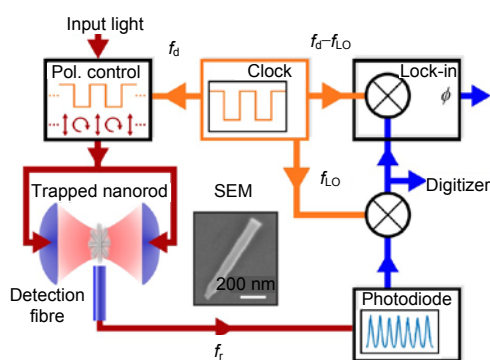 Input light
f_d
f_d–f_LO
Pol. control
Clock
Lock-in
ϕ
...
...
f_LO
Digitizer
Trapped nanorod
SEM
200 nm
Detection
fibre
Photodiode
f_r